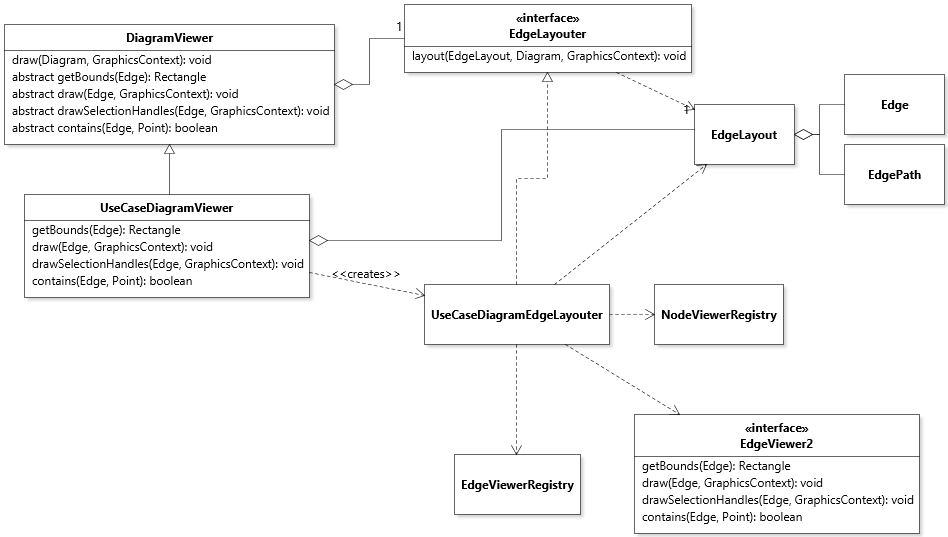 DiagramViewer
draw(Diagram, GraphicsContext): void
abstract getBounds(Edge): Rectangle
abstract draw(Edge, GraphicsContext): void
abstract drawSelectionHandles(Edge, GraphicsContext): void
abstract contains(Edge, Point): boolean
1
«interface»
EdgeLayouter
layout(EdgeLayout, Diagram, GraphicsContext): void
1
EdgeLayout
Edge
EdgePath
UseCaseDiagramViewer
getBounds(Edge): Rectangle
draw(Edge, GraphicsContext): void
drawSelectionHandles(Edge, GraphicsContext): void
contains(Edge, Point): boolean
<<creates>>
UseCaseDiagramEdgeLayouter
NodeViewerRegistry
EdgeViewerRegistry
«interface»
EdgeViewer2
getBounds(Edge): Rectangle
draw(Edge, GraphicsContext): void
drawSelectionHandles(Edge, GraphicsContext): void
contains(Edge, Point): boolean